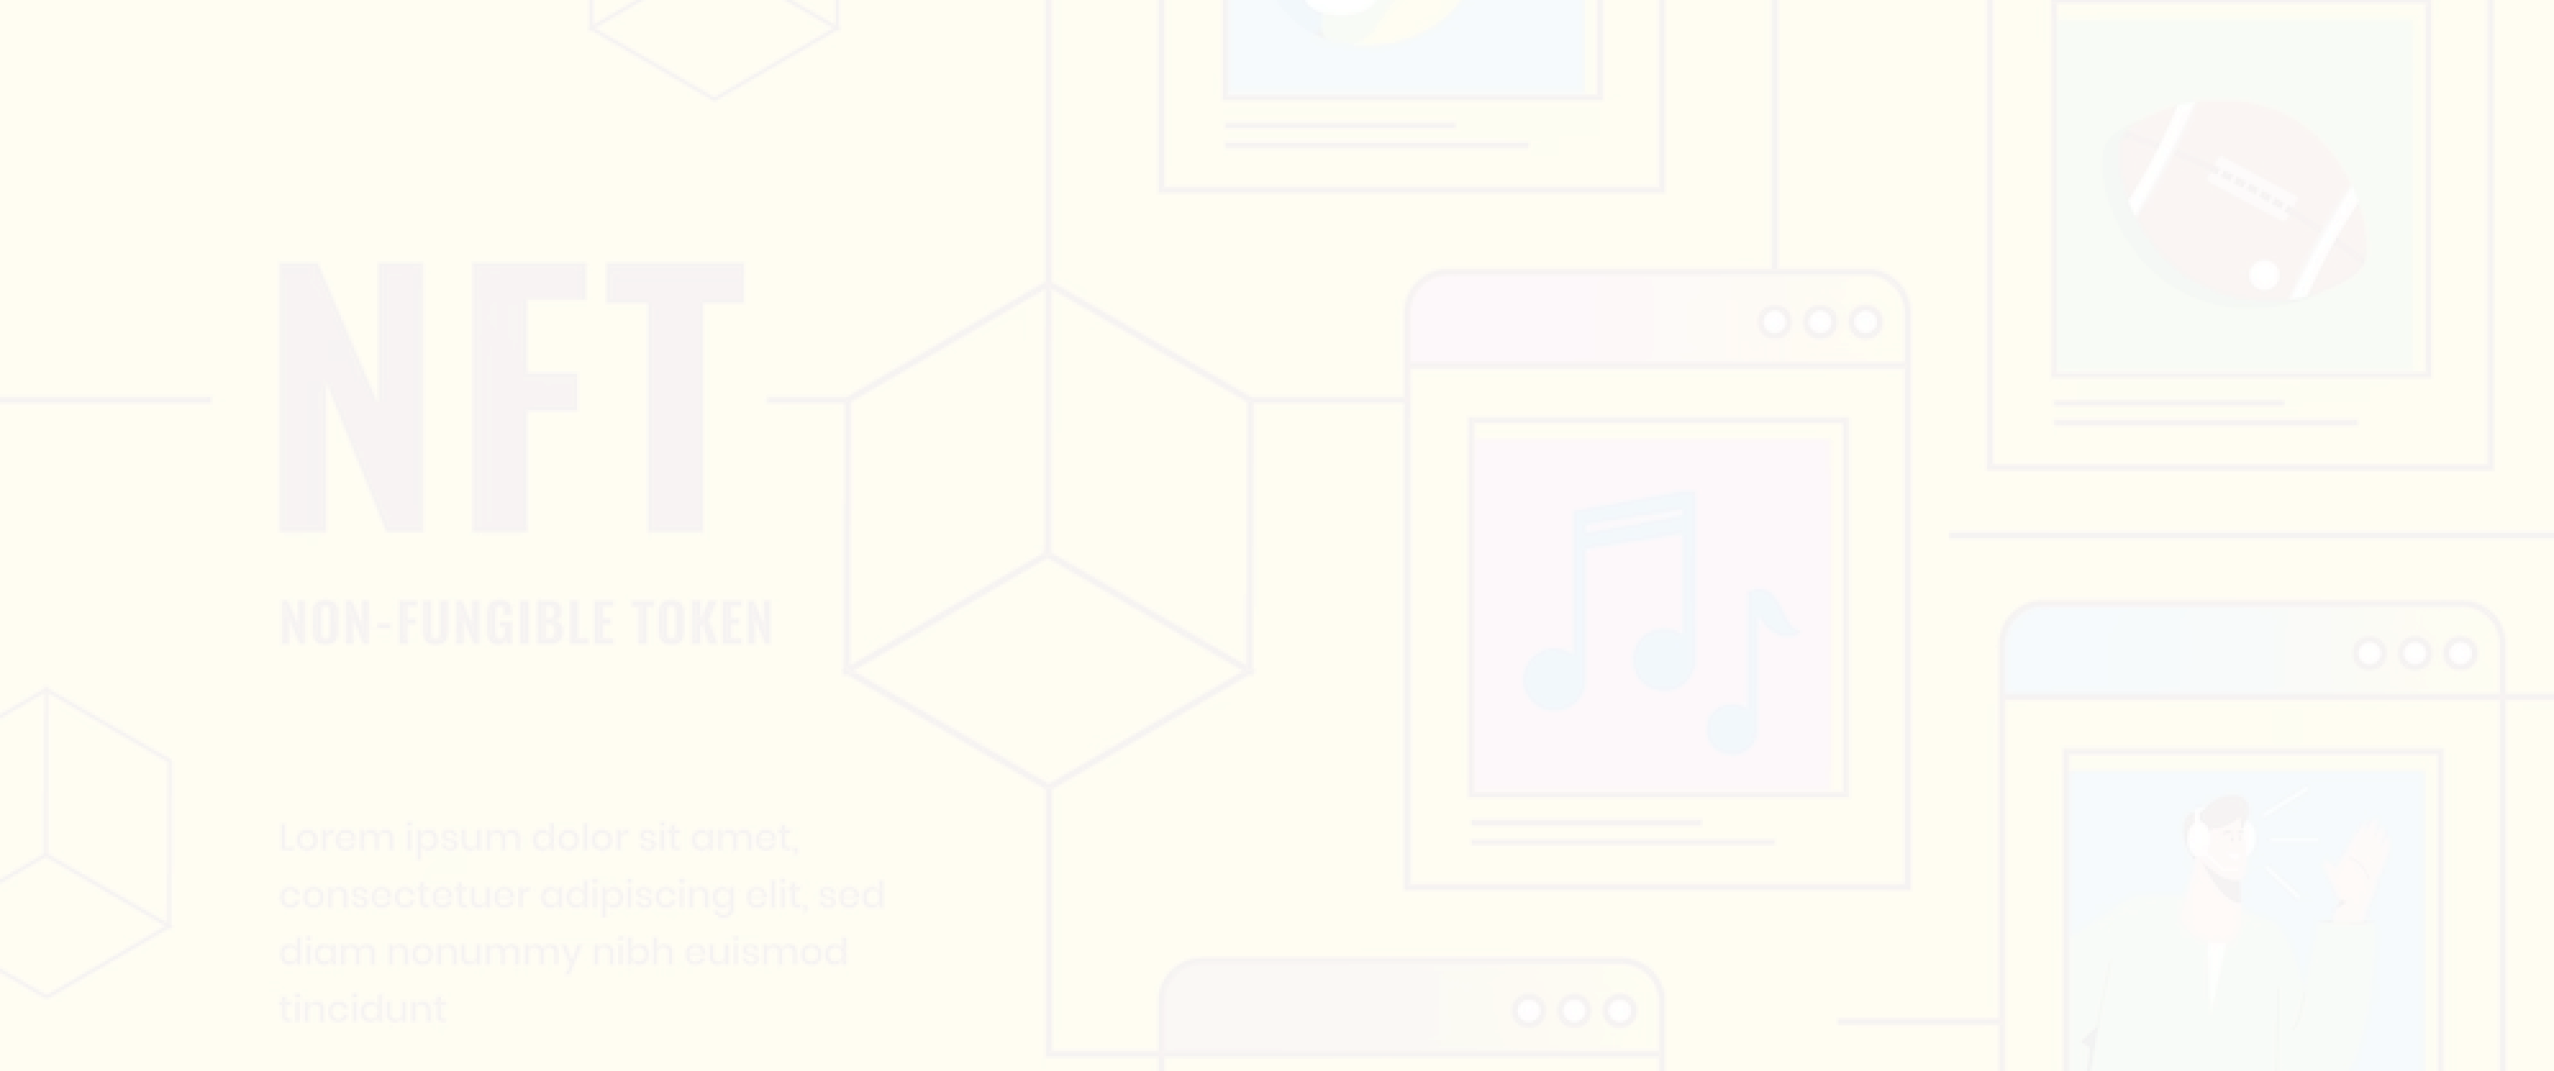 NFT
NON-FUNGIBLE TOKEN
Lorem ipsum dolor sit amet,
consectetuer adipiscing elit, sed
diam nonummy nibh euismod
tincidunt